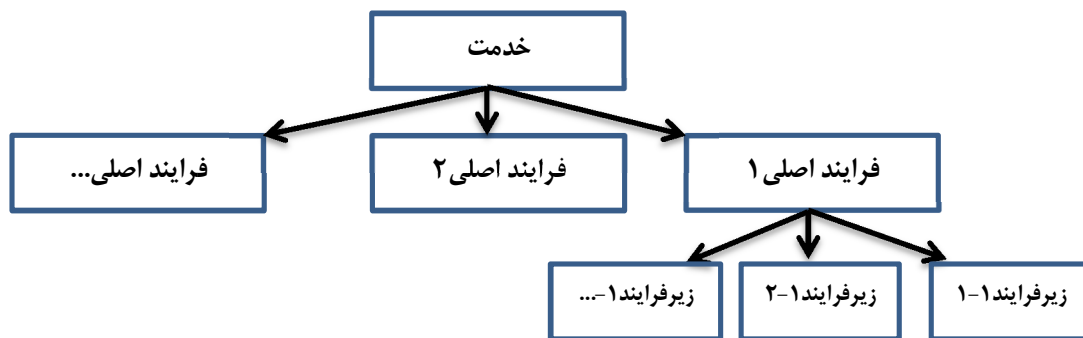 خدمت
فرایند اصلی۱
فرایند اصلی۲
فرایند اصلی...
زیرفرایند۱-۱
زیرفرایند۱-۲
زیرفرایند۱-...